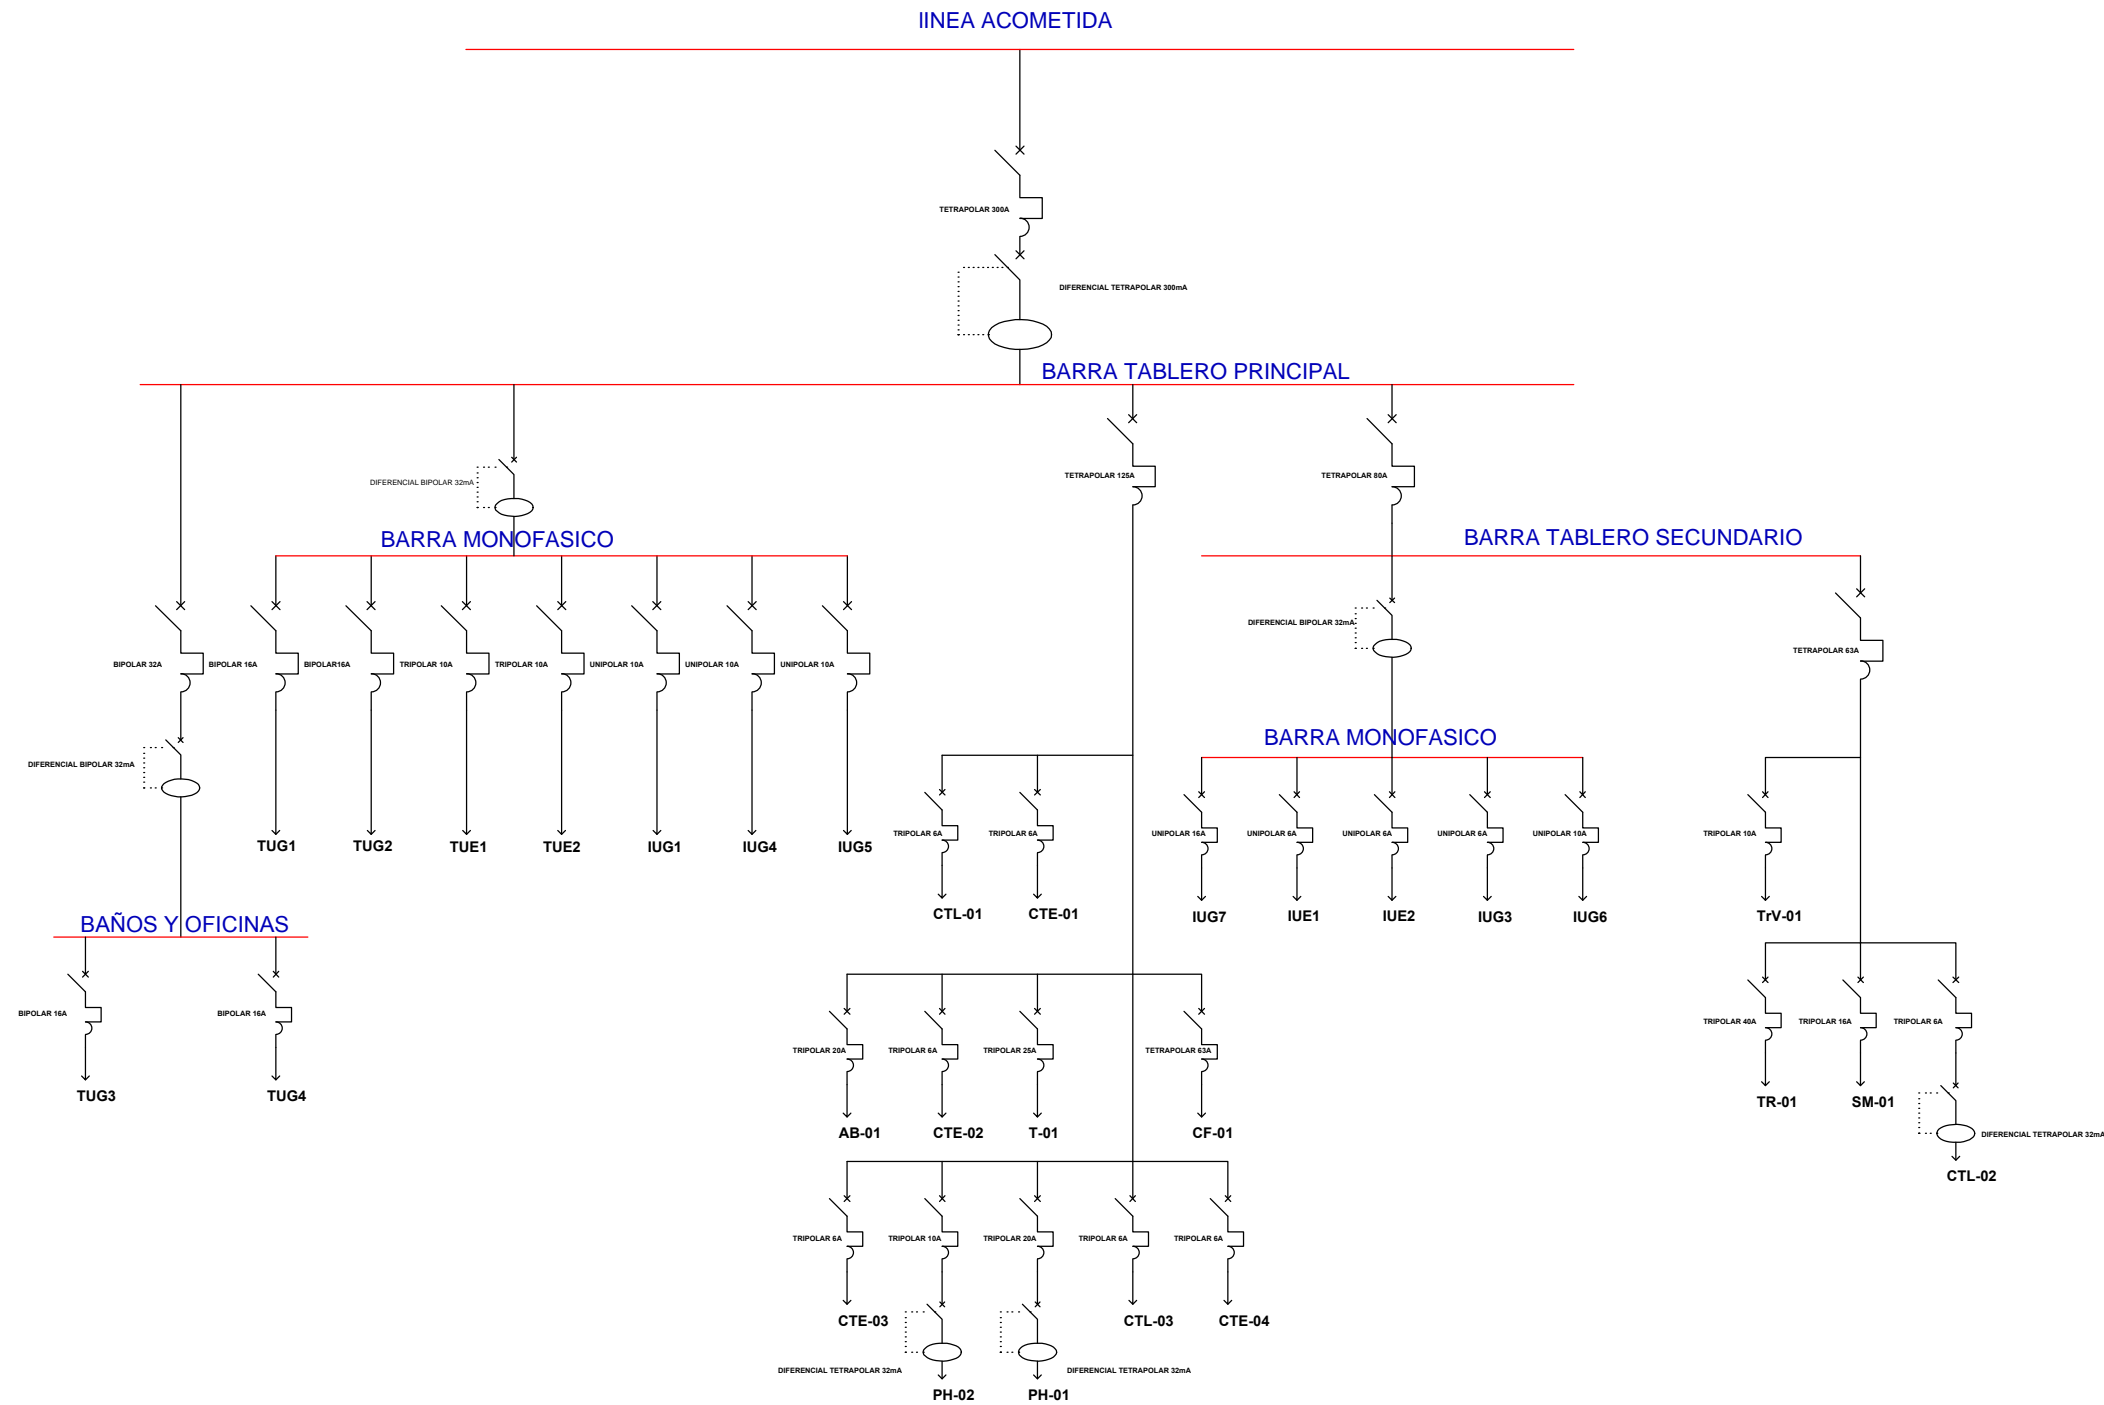 lINEA ACOMETIDA
TETRAPOLAR 300A
DIFERENCIAL TETRAPOLAR 300mA
BARRA TABLERO PRINCIPAL
TETRAPOLAR 125A
TETRAPOLAR 80A
DIFERENCIAL BIPOLAR 32mA
BARRA MONOFASICO
BARRA TABLERO SECUNDARIO
DIFERENCIAL BIPOLAR 32mA
TETRAPOLAR 63A
BIPOLAR 32A
BIPOLAR 16A
BIPOLAR16A
TRIPOLAR 10A
TRIPOLAR 10A
UNIPOLAR 10A
UNIPOLAR 10A
UNIPOLAR 10A
BARRA MONOFASICO
DIFERENCIAL BIPOLAR 32mA
TRIPOLAR 6A
TRIPOLAR 6A
UNIPOLAR 16A
UNIPOLAR 6A
UNIPOLAR 6A
UNIPOLAR 6A
UNIPOLAR 10A
TRIPOLAR 10A
TUG1
TUG2
TUE1
TUE2
IUG1
IUG4
IUG5
CTL-01
CTE-01
IUG7
IUE1
IUE2
IUG3
IUG6
TrV-01
BAÑOS Y OFICINAS
BIPOLAR 16A
BIPOLAR 16A
TRIPOLAR 40A
TRIPOLAR 16A
TRIPOLAR 6A
TRIPOLAR 20A
TRIPOLAR 6A
TRIPOLAR 25A
TETRAPOLAR 63A
TUG3
TUG4
TR-01
SM-01
AB-01
CTE-02
T-01
CF-01
DIFERENCIAL TETRAPOLAR 32mA
CTL-02
TRIPOLAR 6A
TRIPOLAR 10A
TRIPOLAR 20A
TRIPOLAR 6A
TRIPOLAR 6A
CTE-03
CTL-03
CTE-04
DIFERENCIAL TETRAPOLAR 32mA
DIFERENCIAL TETRAPOLAR 32mA
PH-02
PH-01